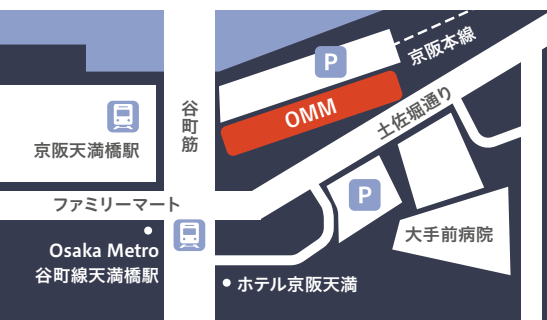 P
京阪本線
OMM
谷町筋
土佐堀通り
京阪天満橋駅
P
ファミリーマート
大手前病院
Osaka Metro
谷町線天満橋駅
ホテル京阪天満